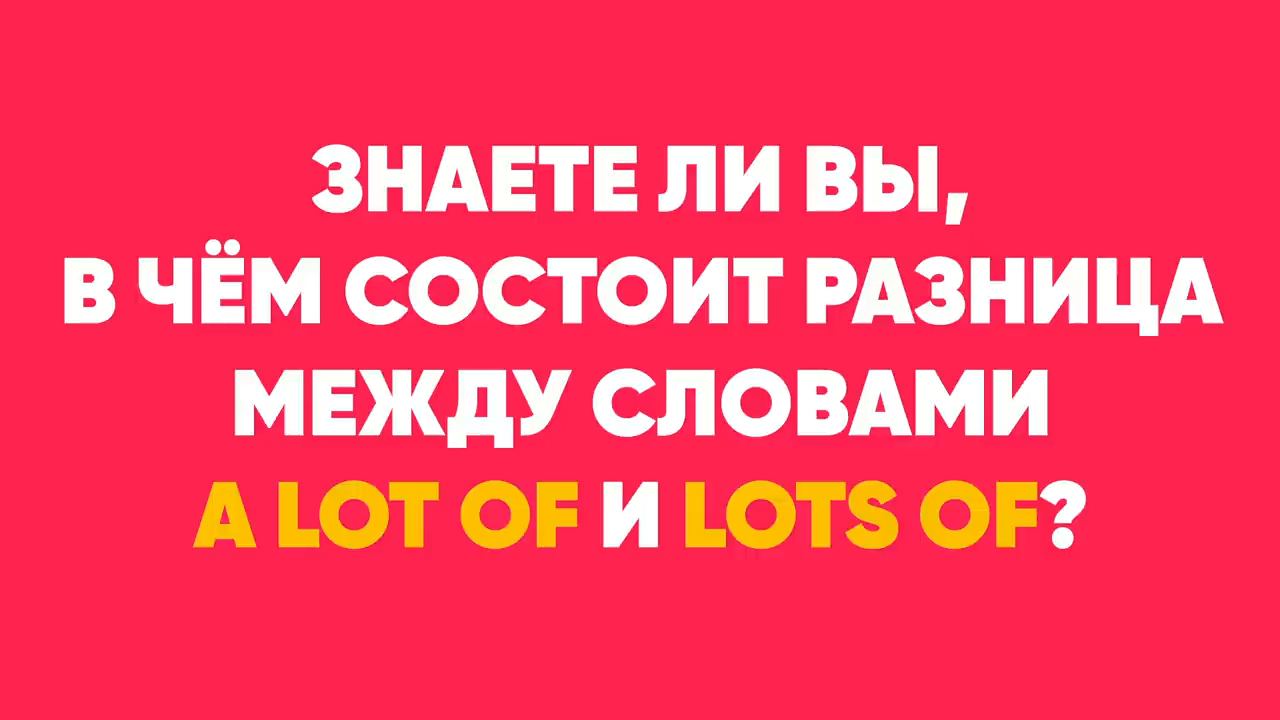 ЗНАЕТЕ ЛИ ВЫ,
В ЧЁМ СОСТОИТ РАЗНИЦА
МЕЖДУ СЛОВАМИ
A LOT OF И LOTS OF?